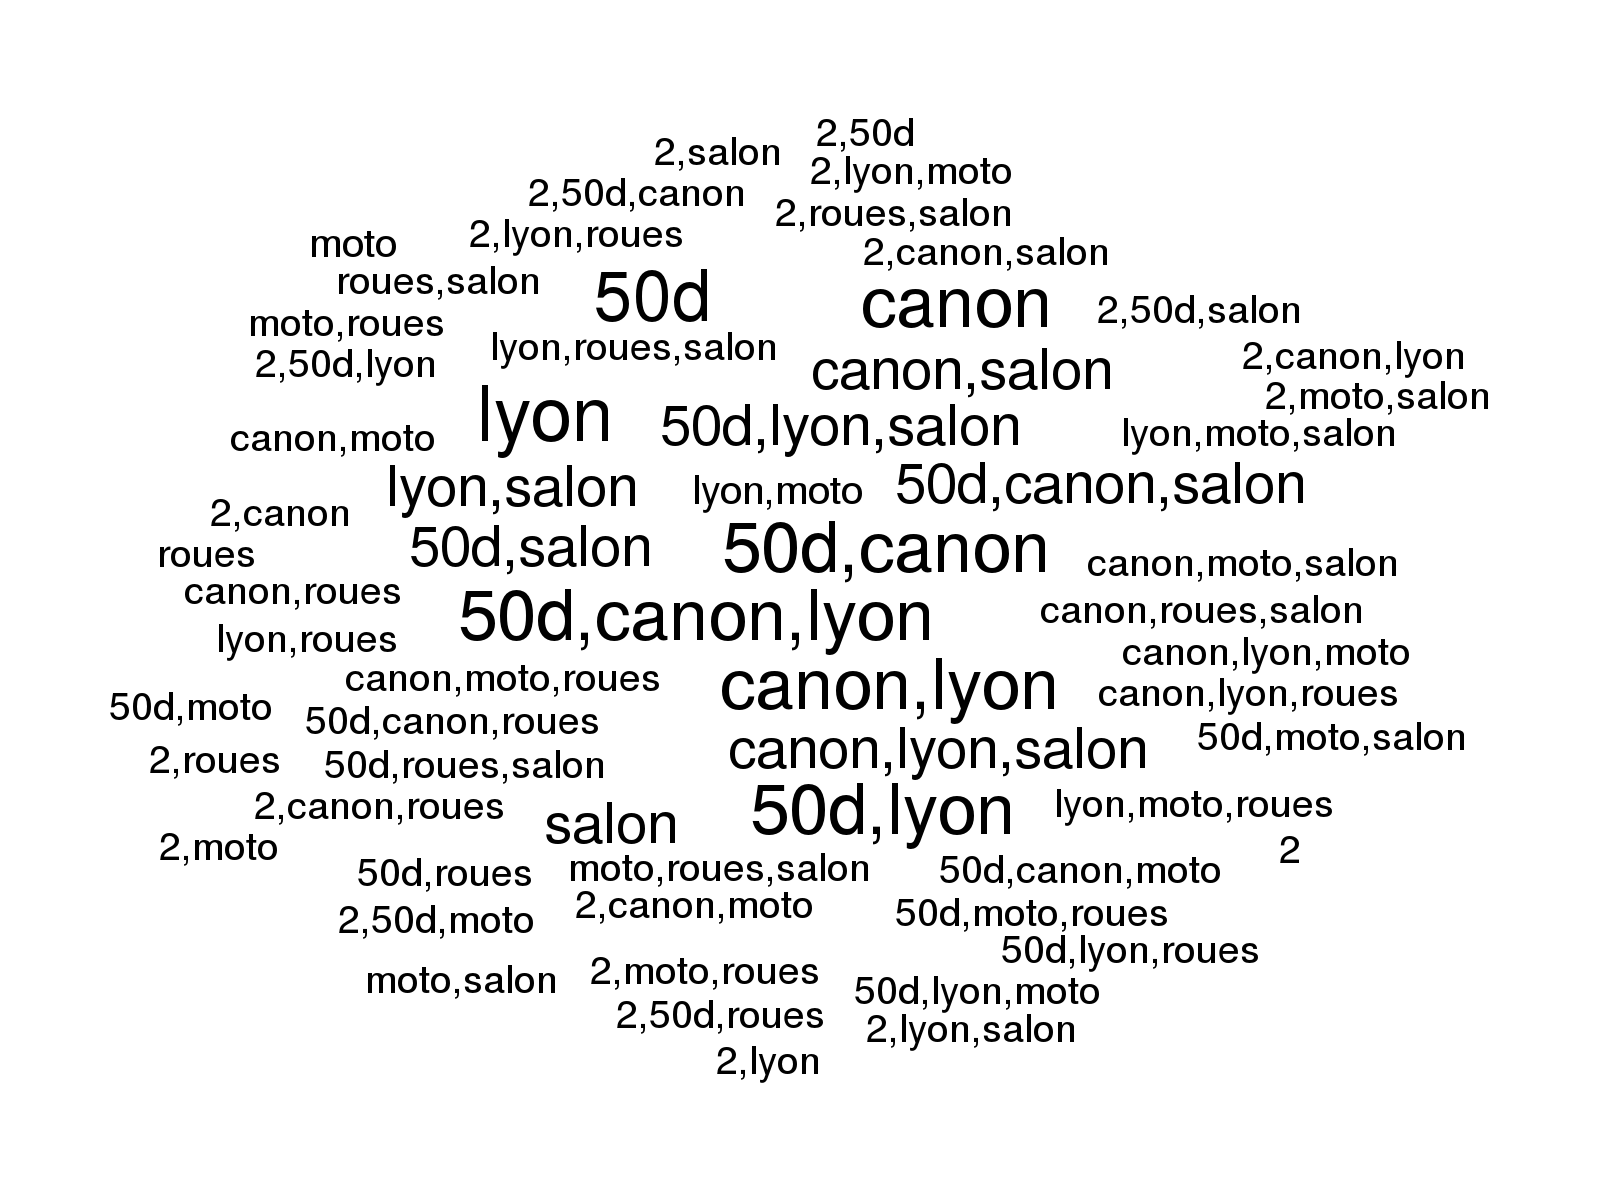 2,50d
2,salon
2,lyon,moto
2,50d,canon
2,roues,salon
2,lyon,roues
moto
2,canon,salon
roues,salon
50d
canon
2,50d,salon
moto,roues
lyon,roues,salon
2,canon,lyon
2,50d,lyon
canon,salon
2,moto,salon
lyon
50d,lyon,salon
lyon,moto,salon
canon,moto
lyon,salon
lyon,moto
50d,canon,salon
2,canon
roues
50d,salon
50d,canon
canon,moto,salon
canon,roues
50d,canon,lyon
canon,roues,salon
lyon,roues
canon,lyon,moto
canon,moto,roues
canon,lyon
canon,lyon,roues
50d,moto
50d,canon,roues
50d,moto,salon
2,roues
50d,roues,salon
canon,lyon,salon
2,canon,roues
salon
50d,lyon
lyon,moto,roues
2,moto
2
50d,roues
moto,roues,salon
50d,canon,moto
2,50d,moto
2,canon,moto
50d,moto,roues
50d,lyon,roues
moto,salon
2,moto,roues
50d,lyon,moto
2,50d,roues
2,lyon,salon
2,lyon